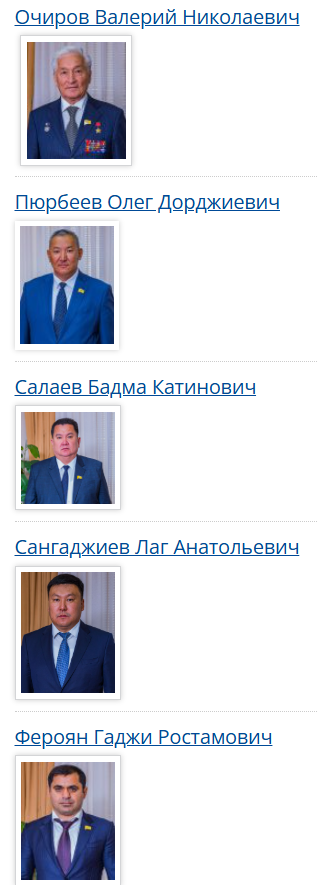 Очиров Валерий Николаевич
Пюрбеев Олег Дорджиевич
Салаев Бадма Катинович
Сангаджиев Лаг Анатольевич
Фероян Гаджи Ростамович